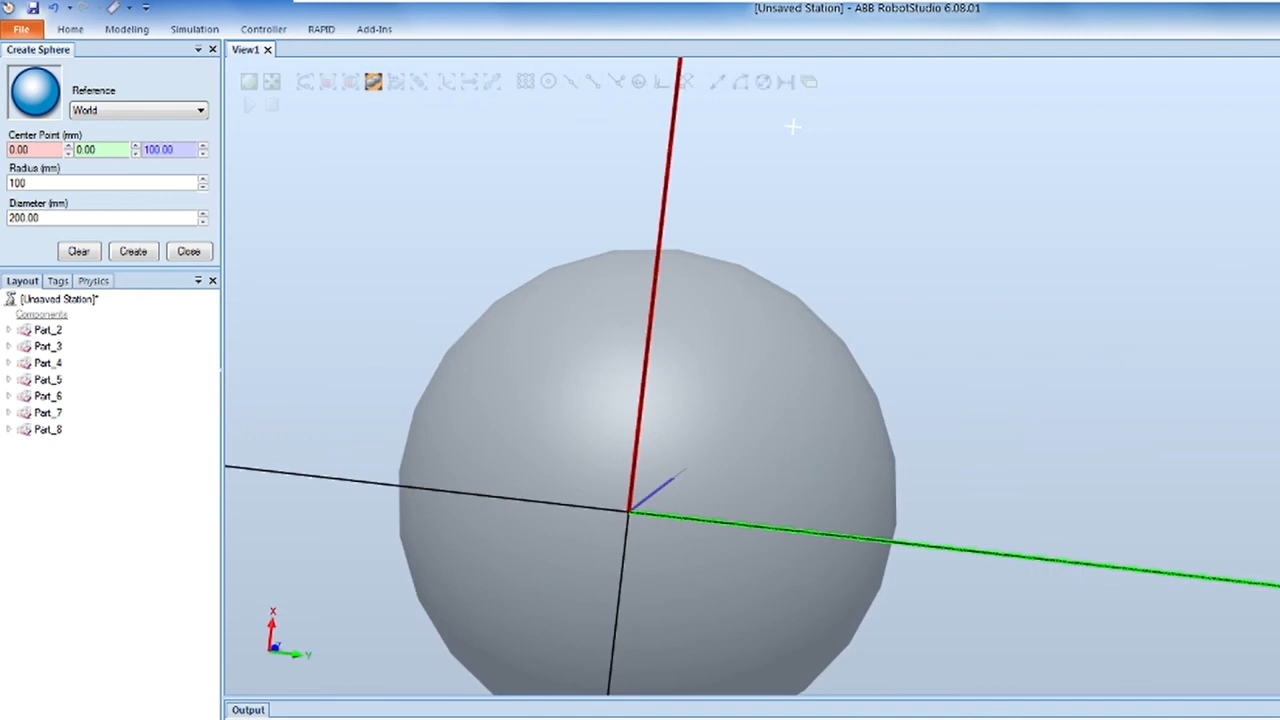 [Unsaved Station] - ABB RobotStudio 6.08.01
File Home Modeling Simulation Controller RAPID Add-Ins
Create Sphere
View1
Reference
World
Center Point (mm)
0.00 0.00 100.00
Radius (mm)
100
Diameter (mm)
200.00
Clear Create Close
Layout Tags Physics
[Unsaved Station]*
Components
Part_2
Part_3
Part_4
Part_5
Part_6
Part_7
Part_8
X
Y
Output